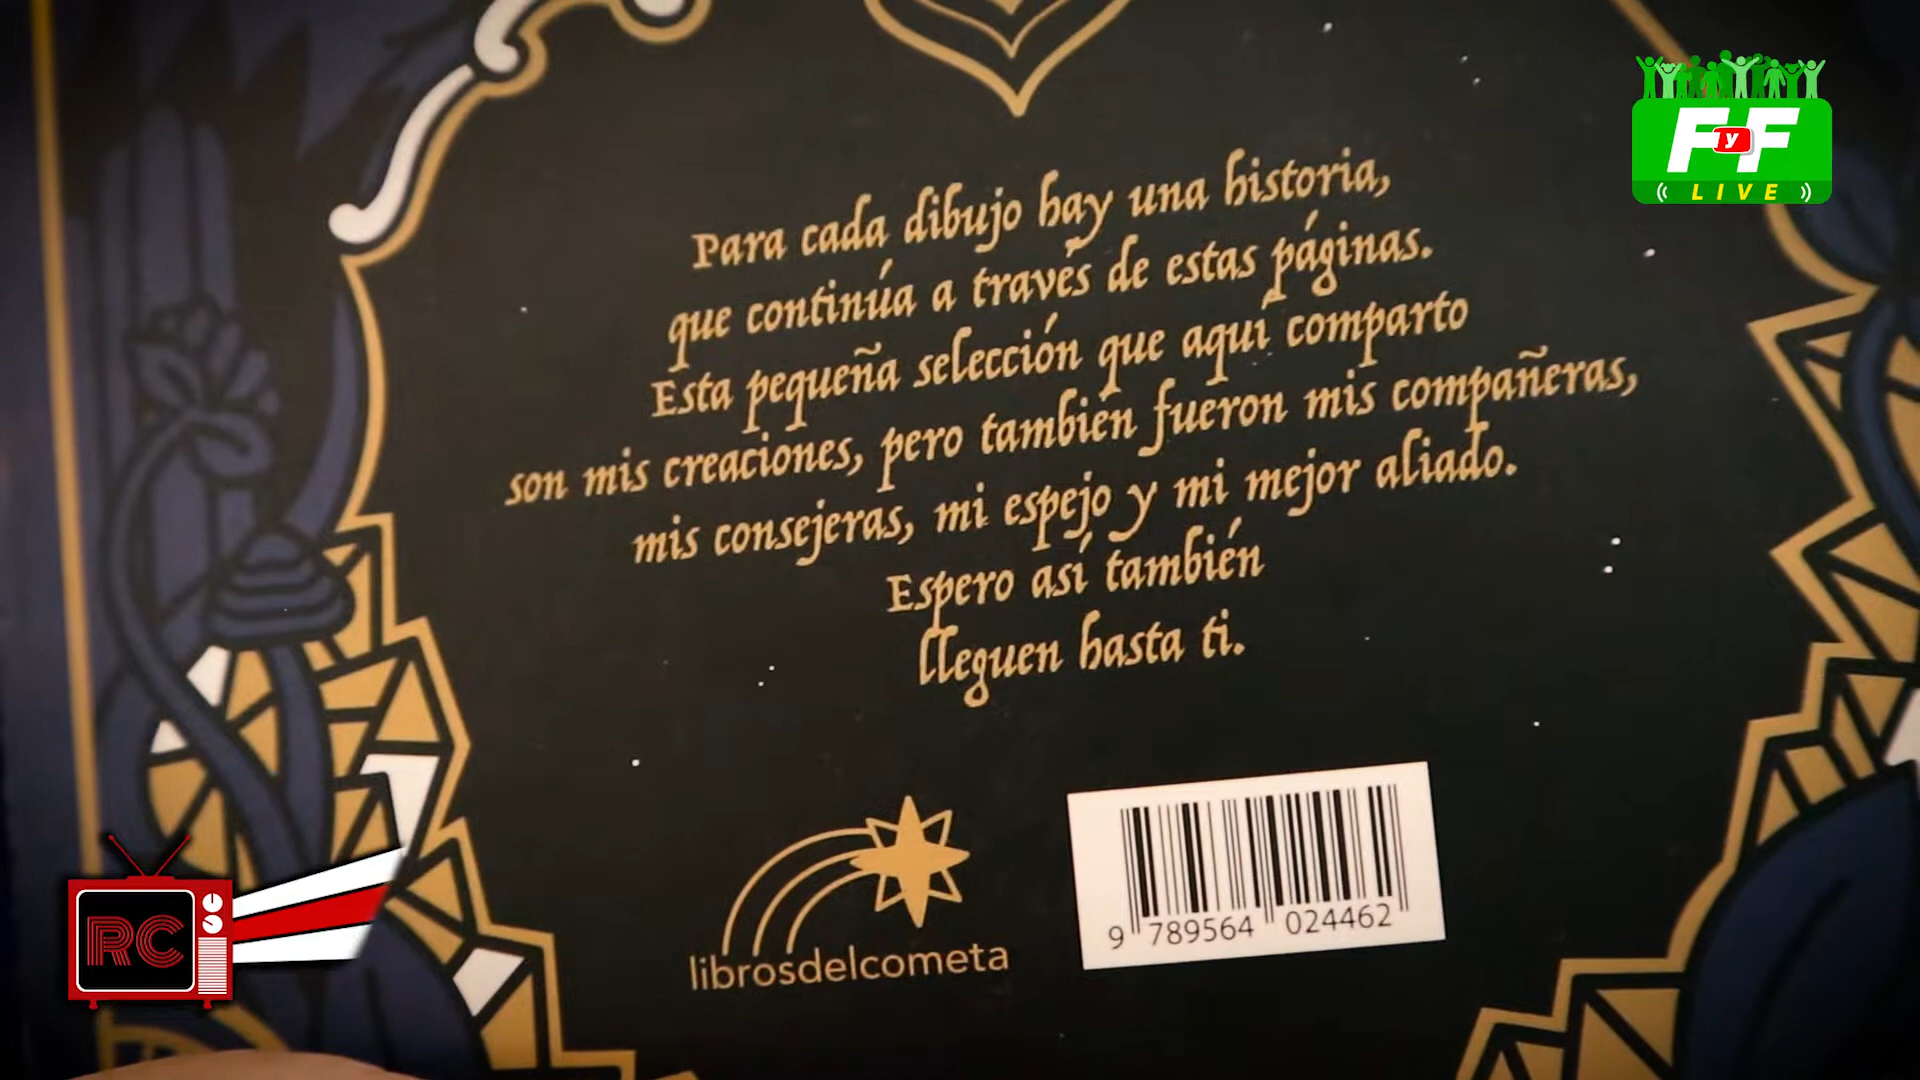 F y F
LIVE
Para cada dibujo hay una historia,
que continúa a través de estas páginas.
Esta pequeña selección que aquí comparto
son mis creaciones, pero también fueron mis compañeras,
mis consejeras, mi espejo y mi mejor aliado.
Espero así también
lleguen hasta ti.
librosdelcometa
9 789564 024462
RC